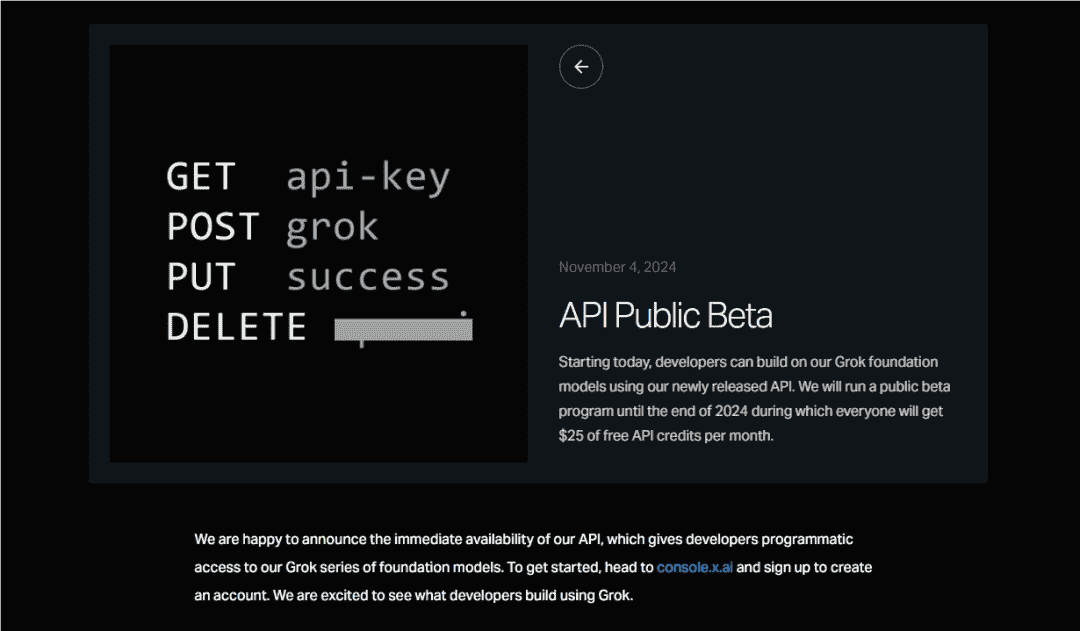 GET api-key
POST grok
PUT success
DELETE
November 4, 2024
API Public Beta
Starting today, developers can build on our Grok foundation
models using our newly released API. We will run a public beta
program until the end of 2024 during which everyone will get
$25 of free API credits per month.
We are happy to announce the immediate availability of our API, which gives developers programmatic
access to our Grok series of foundation models. To get started, head to console.x.ai and sign up to create
an account. We are excited to see what developers build using Grok.